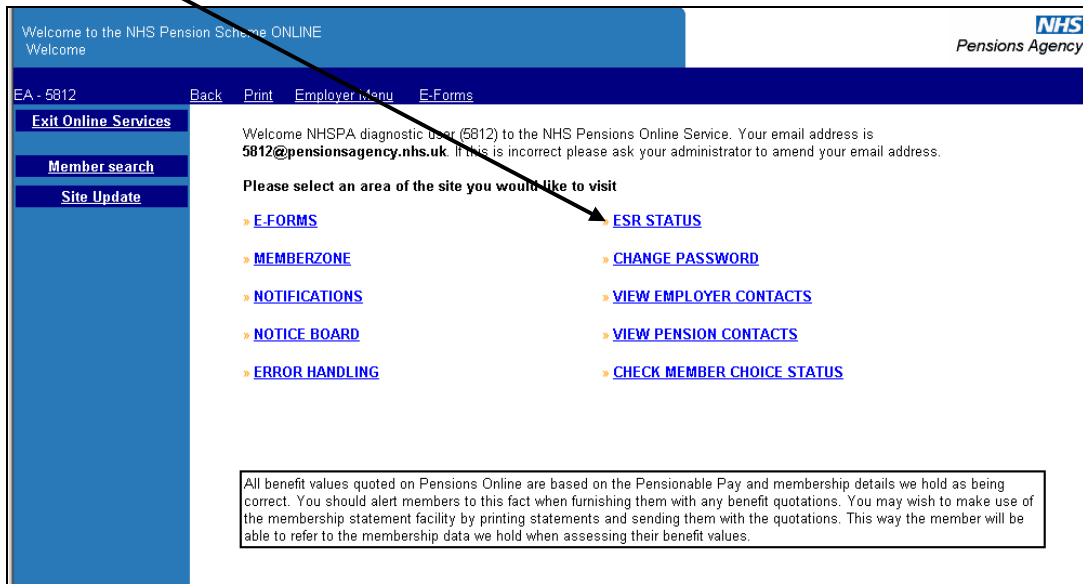 Welcome to the NHS Pension Scheme ONLINE
Welcome
NHS
Pensions Agency
EA - 5812 Back Print Employer Menu E-Forms
Exit Online Services
Member search
Site Update
Welcome NHSPA diagnostic user (5812) to the NHS Pensions Online Service. Your email address is
5812@pensionsagency.nhs.uk. If this is incorrect please ask your administrator to amend your email address.
Please select an area of the site you would like to visit
» E-FORMS » ESR STATUS
» MEMBERZONE » CHANGE PASSWORD
» NOTIFICATIONS » VIEW EMPLOYER CONTACTS
» NOTICE BOARD » VIEW PENSION CONTACTS
» ERROR HANDLING » CHECK MEMBER CHOICE STATUS
All benefit values quoted on Pensions Online are based on the Pensionable Pay and membership details we hold as being
correct. You should alert members to this fact when furnishing them with any benefit quotations. You may wish to make use of
the membership statement facility by printing statements and sending them with the quotations. This way the member will be
able to refer to the membership data we hold when assessing their benefit values.